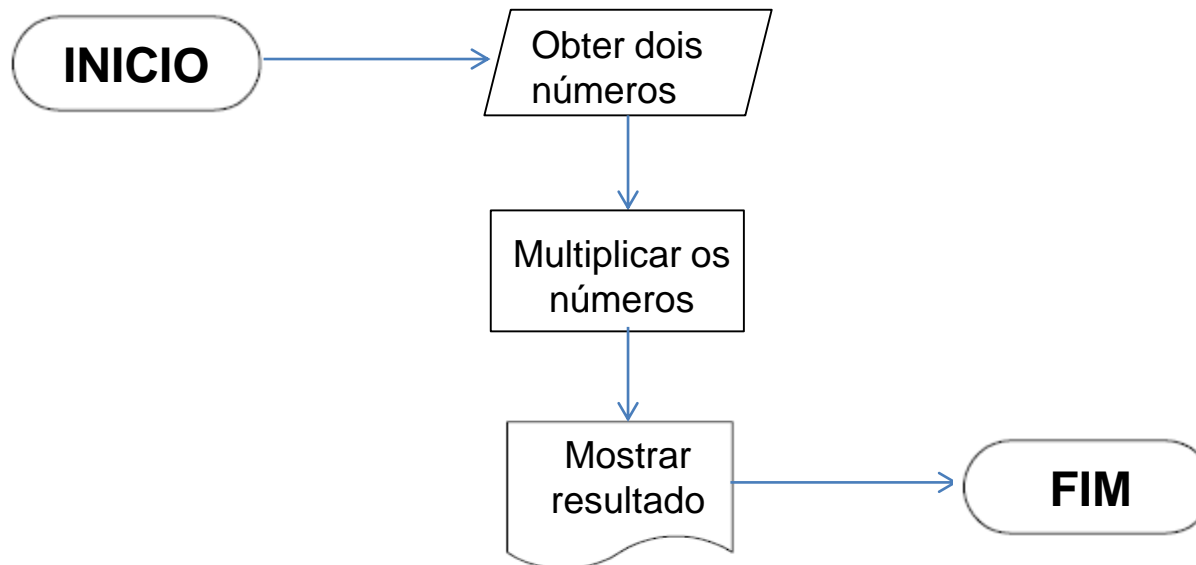 INICIO
Obter dois
números
Multiplicar os
números
Mostrar
resultado
FIM